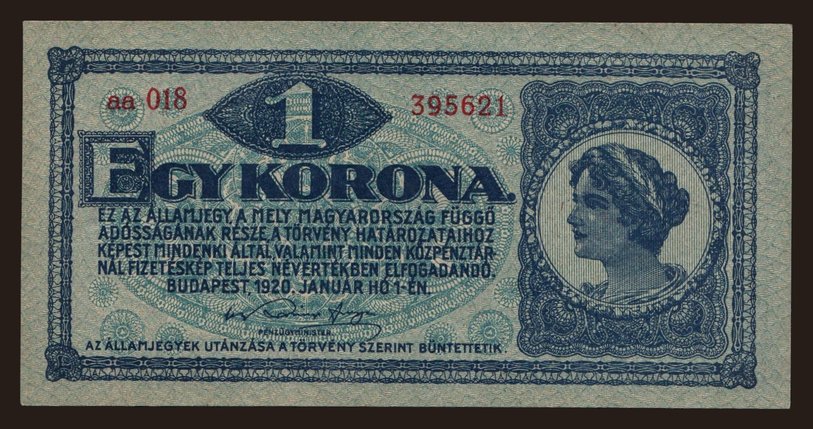 aa 018
395621
1
EGY KORONA.
EZ AZ ÁLLAMJEGY, A MELY MAGYARORSZÁG FÜGGŐ
ADÓSSÁGÁNAK RÉSZE, A TÖRVÉNY HATÁROZATAIHOZ
KÉPEST MINDENKI ÁLTAL, VALAMINT MINDEN KÖZPÉNZTÁR-
NÁL FIZETÉSKÉP TELJES NÉVÉRTÉKBEN ELFOGADANDÓ.
BUDAPEST, 1920. JANUÁR HÓ 1-ÉN.
PÉNZÜGYMINISTER.
AZ ÁLLAMJEGYEK UTÁNZÁSA A TÖRVÉNY SZERINT BÜNTETTETIK.